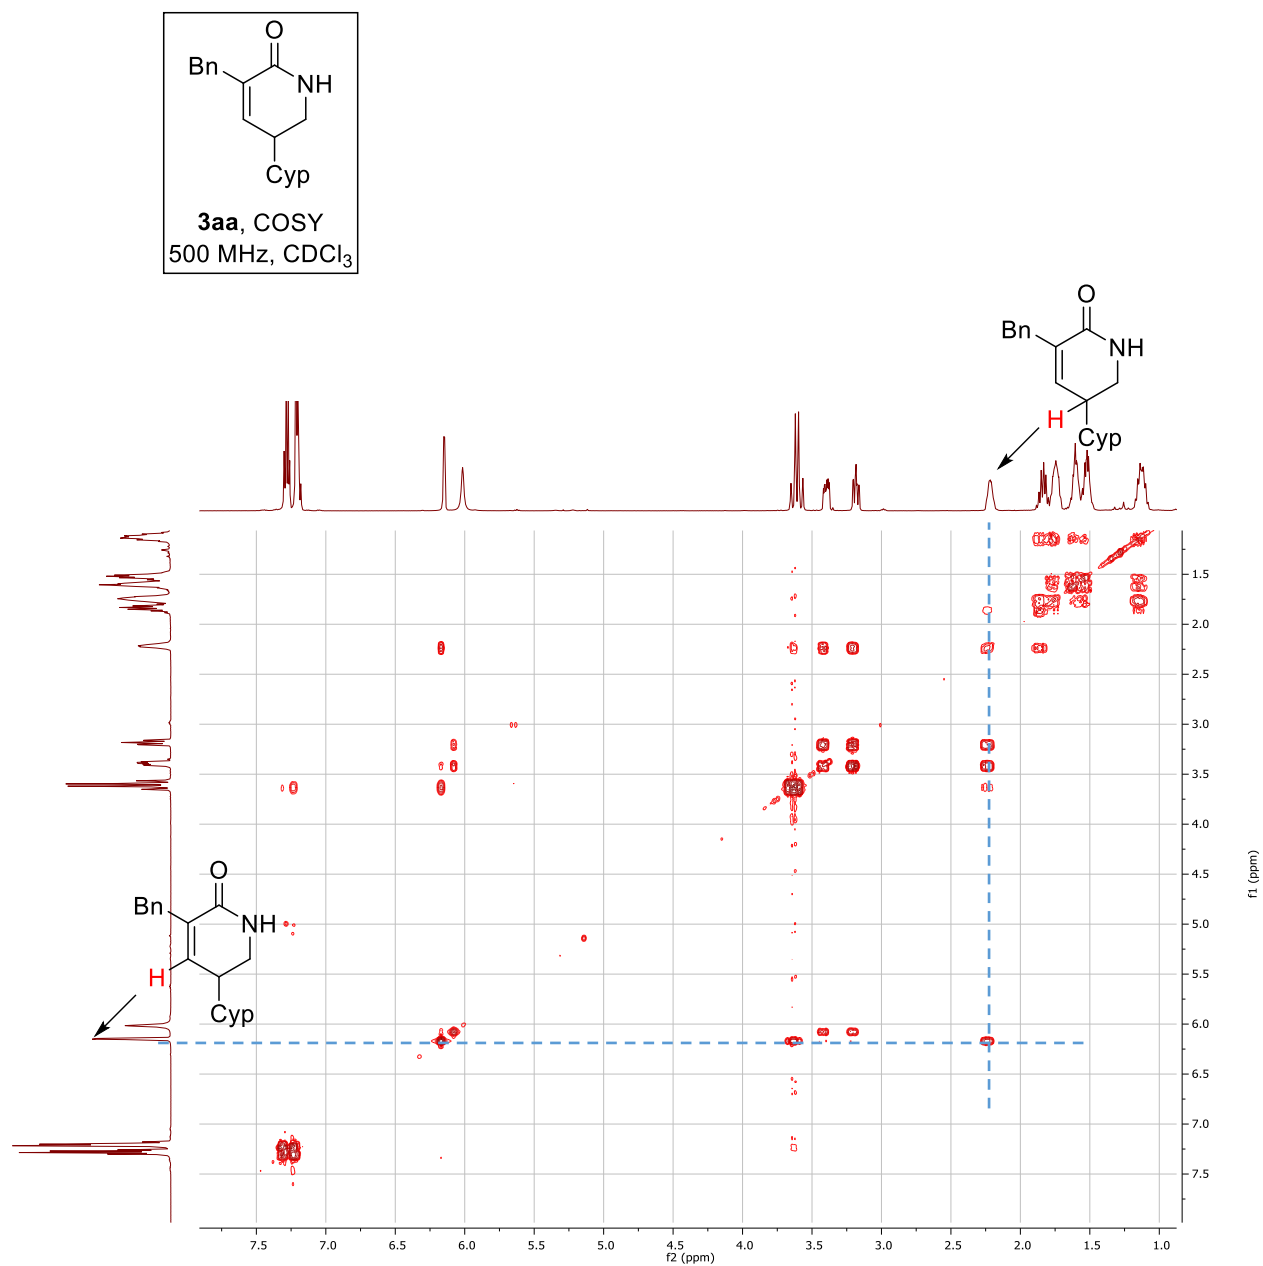 O
Bn
NH
Cyp
3aa, COSY
500 MHz, CDCl3
O
Bn
NH
H
Cyp
1.5
2.0
2.5
3.0
3.5
4.0
4.5
5.0
5.5
6.0
6.5
7.0
7.5
f1 (ppm)
O
Bn
NH
H
Cyp
7.5 7.0 6.5 6.0 5.5 5.0 4.5 4.0 3.5 3.0 2.5 2.0 1.5 1.0
f2 (ppm)